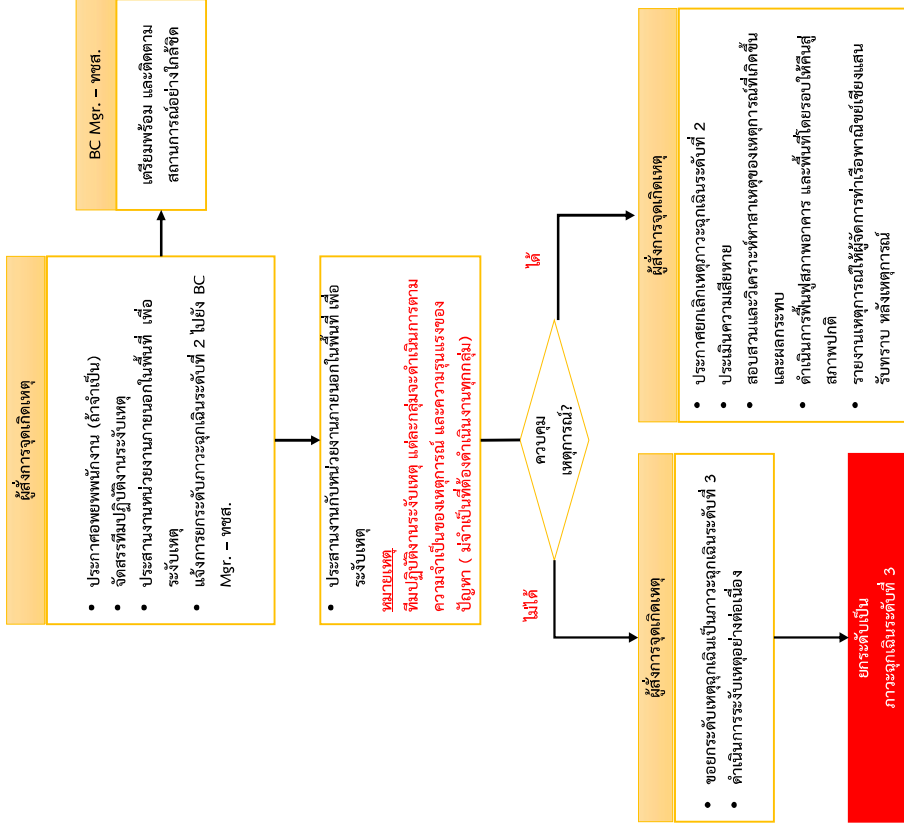 ผู้สั่งการจุดเกิดเหตุ
• ประกาศอพยพพนักงาน (ถ้าจำเป็น)
• จัดสรรทีมปฏิบัติงานระงับเหตุ
• ประสานงานหน่วยงานภายนอกในพื้นที่ เพื่อ
ระงับเหตุ
• แจ้งการยกระดับภาวะฉุกเฉินระดับที่ 2 ไปยัง BC
Mgr. – ทชส.
BC Mgr. – ทชส.
เตรียมพร้อม และติดตาม
สถานการณ์อย่างใกล้ชิด
• ประสานงานกับหน่วยงานภายนอกในพื้นที่ เพื่อ
ระงับเหตุ
หมายเหตุ
ทีมปฏิบัติงานระงับเหตุ แต่ละกลุ่มจะดำเนินการตาม
ความจำเป็นของเหตุการณ์ และความรุนแรงของ
ปัญหา ( ม่จำเป็นที่ต้องดำเนินงานทุกกลุ่ม)
ควบคุม
เหตุการณ์?
ไม่ได้
ได้
ผู้สั่งการจุดเกิดเหตุ
• ขอยกระดับเหตุฉุกเฉินเป็นภาวะฉุกเฉินระดับที่ 3
• ดำเนินการระงับเหตุอย่างต่อเนื่อง
ยกระดับเป็น
ภาวะฉุกเฉินระดับที่ 3
ผู้สั่งการจุดเกิดเหตุ
• ประกาศยกเลิกเหตุภาวะฉุกเฉินระดับที่ 2
• ประเมินความเสียหาย
• สอบสวนและวิเคราะห์หาสาเหตุของเหตุการณ์ที่เกิดขึ้น
และผลกระทบ
• ดำเนินการฟื้นฟูสภาพอาคาร และพื้นที่โดยรอบให้คืนสู่
สภาพปกติ
• รายงานเหตุการณ์ให้ผู้จัดการท่าเรือพาณิชย์เชียงแสน
รับทราบ หลังเหตุการณ์